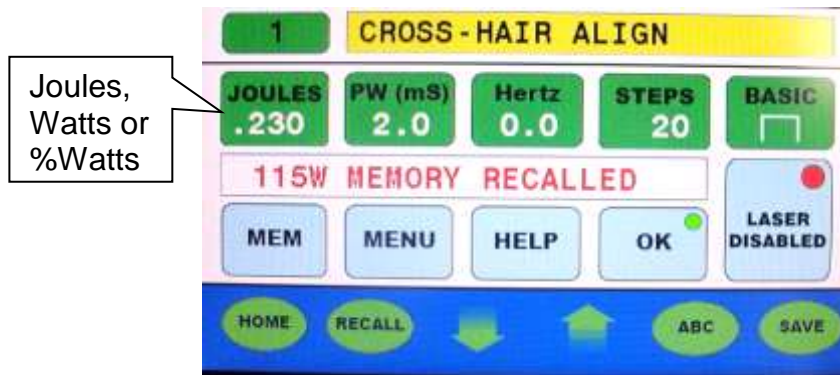 Joules,
Watts or
%Watts
1 CROSS-HAIR ALIGN
JOULES PW (mS) Hertz STEPS BASIC
.230 2.0 0.0 20
115W MEMORY RECALLED
MEM MENU HELP OK LASER
DISABLED
HOME RECALL ABC SAVE